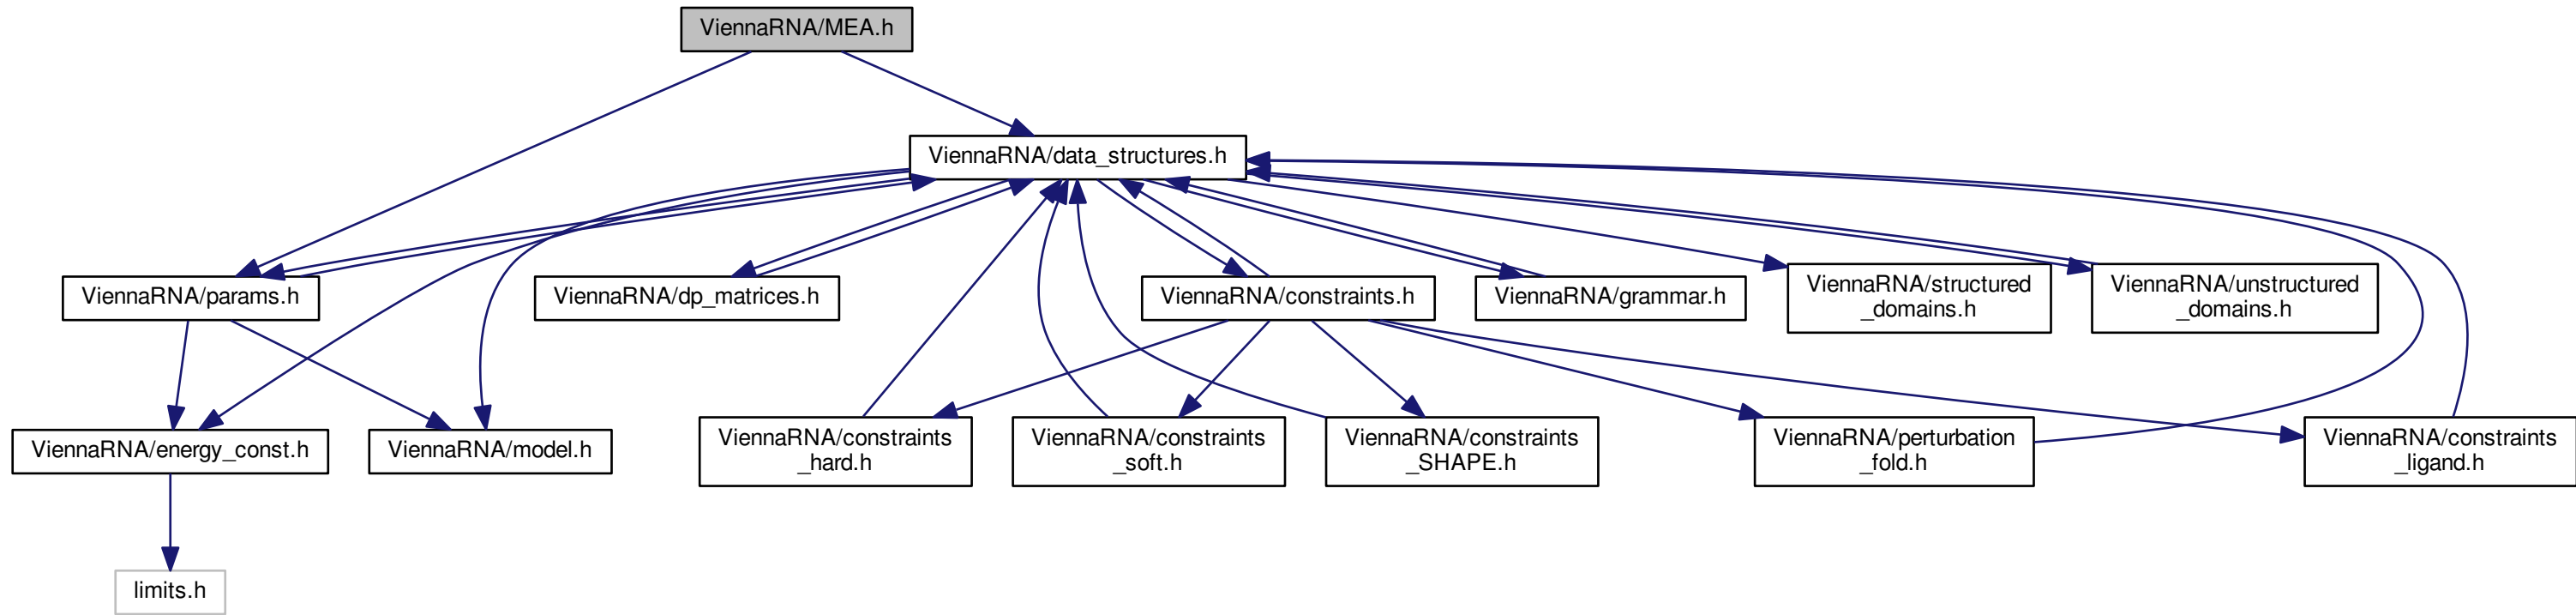 ViennaRNA/MEA.h
ViennaRNA/data_structures.h
ViennaRNA/params.h
ViennaRNA/dp_matrices.h
ViennaRNA/constraints.h
ViennaRNA/grammar.h
ViennaRNA/structured
_domains.h
ViennaRNA/unstructured
_domains.h
ViennaRNA/energy_const.h
ViennaRNA/model.h
ViennaRNA/constraints
_hard.h
ViennaRNA/constraints
_soft.h
ViennaRNA/constraints
_SHAPE.h
ViennaRNA/perturbation
_fold.h
ViennaRNA/constraints
_ligand.h
limits.h